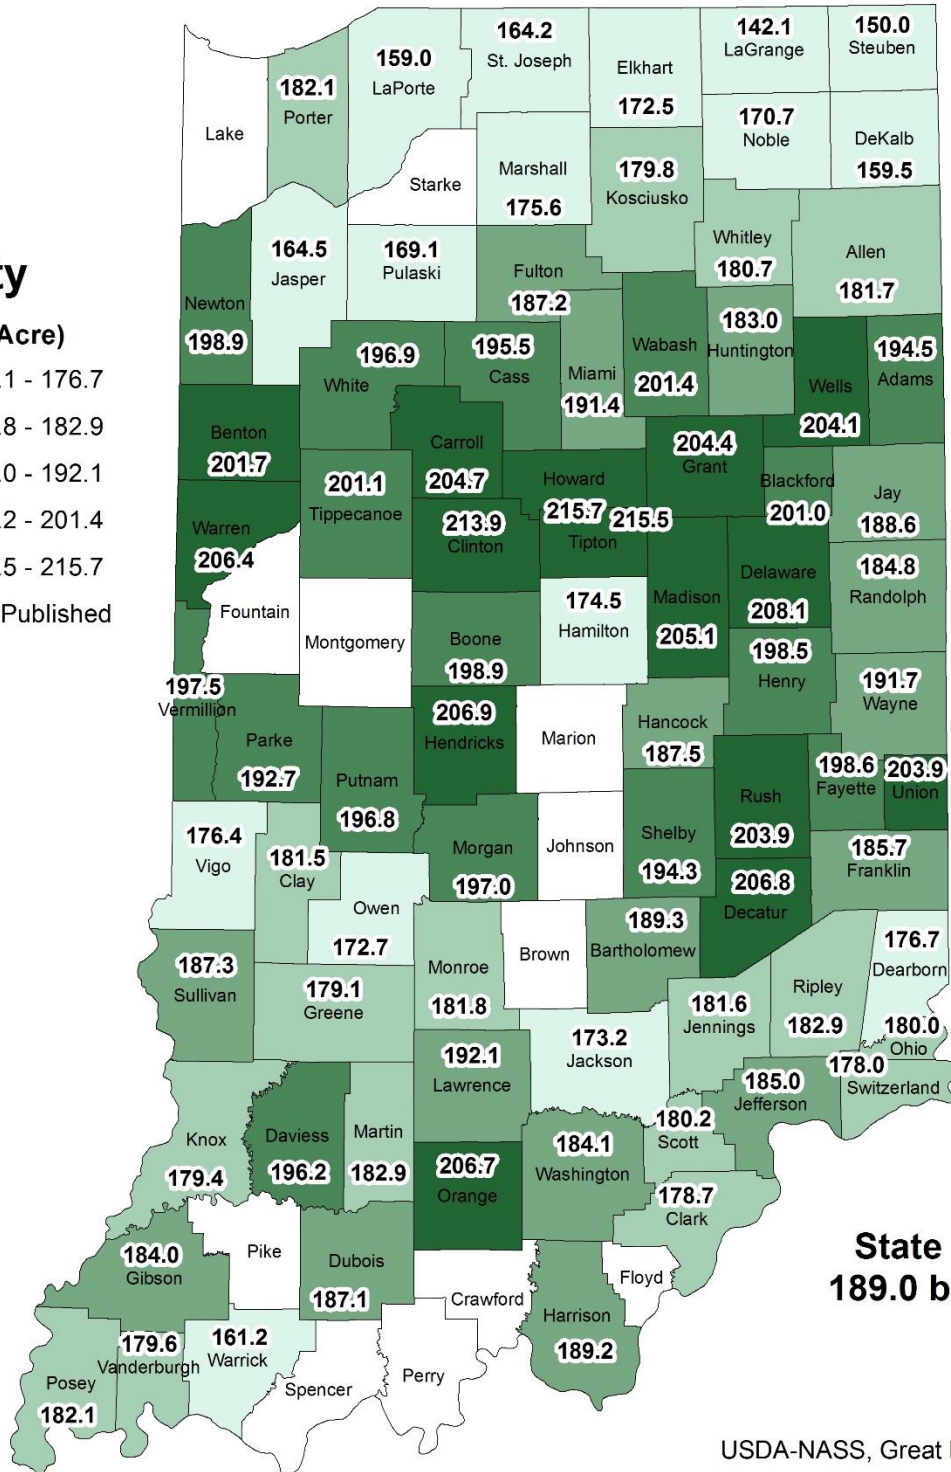 ty
Acre)
.1 - 176.7
.8 - 182.9
.0 - 192.1
.2 - 201.4
.5 - 215.7
Published
Lake
182.1
Porter
159.0
LaPorte
164.2
St. Joseph
Elkhart
172.5
142.1
LaGrange
150.0
Steuben
170.7
Noble
DeKalb
159.5
Starke
Marshall
175.6
179.8
Kosciusko
Whitley
180.7
Allen
181.7
Newton
198.9
164.5
Jasper
169.1
Pulaski
Fulton
187.2
196.9
White
195.5
Cass
Miami
191.4
Wabash
201.4
183.0
Huntington
Wells
204.1
194.5
Adams
Benton
201.7
Carroll
204.7
204.4
Grant
Blackford
201.0
Jay
188.6
Warren
206.4
201.1
Tippecanoe
213.9
Clinton
Howard
215.7
215.5
Tipton
Madison
205.1
Delaware
208.1
184.8
Randolph
Fountain
Montgomery
Boone
198.9
174.5
Hamilton
198.5
Henry
191.7
Wayne
197.5
Vermillion
Parke
192.7
Putnam
196.8
206.9
Hendricks
Marion
Hancock
187.5
Rush
203.9
198.6
Fayette
203.9
Union
176.4
Vigo
181.5
Clay
Owen
172.7
Morgan
197.0
Johnson
Shelby
194.3
206.8
Decatur
185.7
Franklin
187.3
Sullivan
179.1
Greene
Monroe
181.8
Brown
189.3
Bartholomew
181.6
Jennings
Ripley
182.9
176.7
Dearborn
180.0
Ohio
178.0
Switzerland
192.1
Lawrence
173.2
Jackson
185.0
Jefferson
Knox
179.4
Daviess
196.2
Martin
182.9
206.7
Orange
184.1
Washington
180.2
Scott
178.7
Clark
184.0
Gibson
Pike
Dubois
187.1
Crawford
Harrison
189.2
Floyd
Posey
182.1
179.6
Vanderburgh
161.2
Warrick
Spencer
Perry
State
189.0 b
USDA-NASS, Great